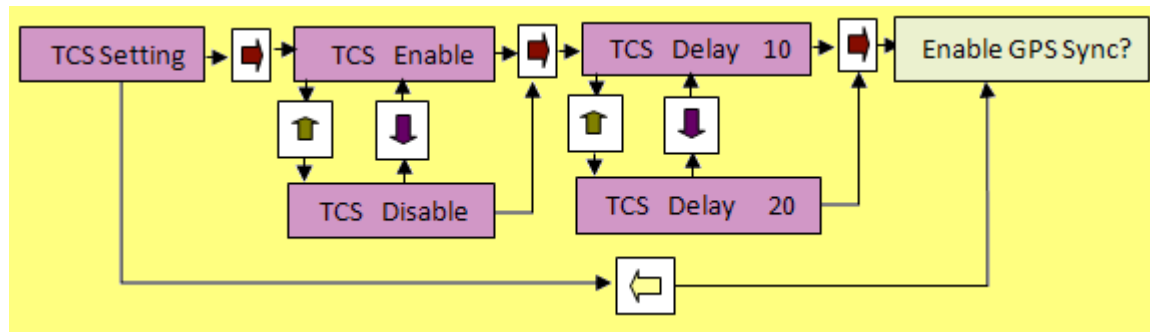 TCS Setting
TCS Enable
TCS Delay 10
Enable GPS Sync?
TCS Disable
TCS Delay 20